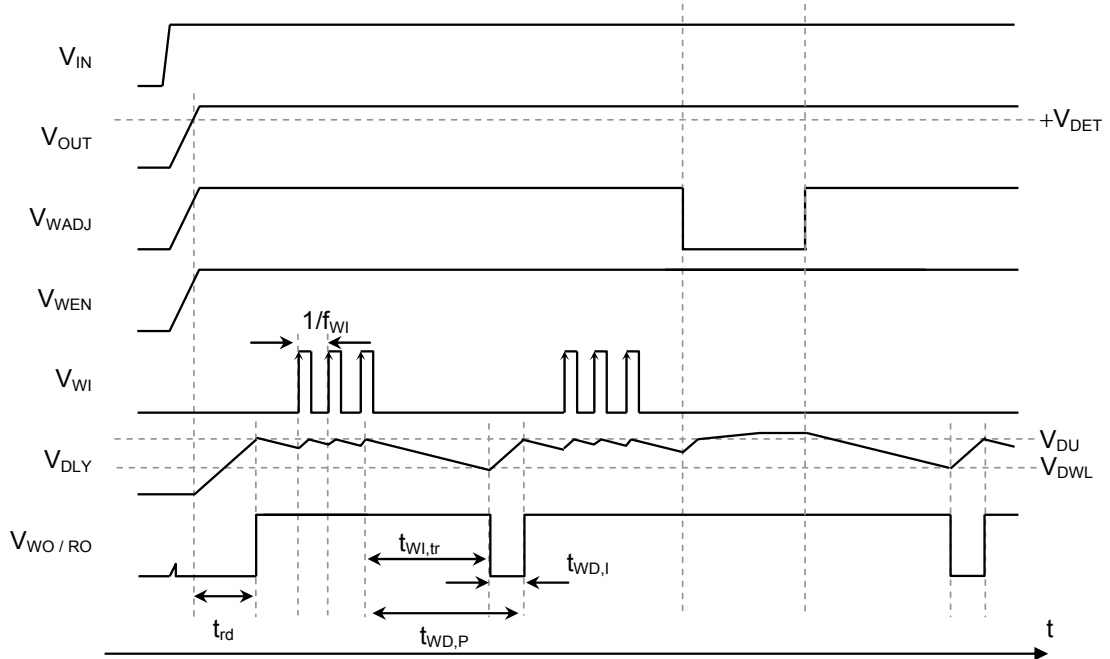 V_IN
V_OUT
+V_DET
V_WADJ
V_WEN
1/f_WI
V_WI
V_DU
V_DLY
V_DWL
V_WO / RO
t_WI,tr
t_WD,I
t_rd
t_WD,P
t